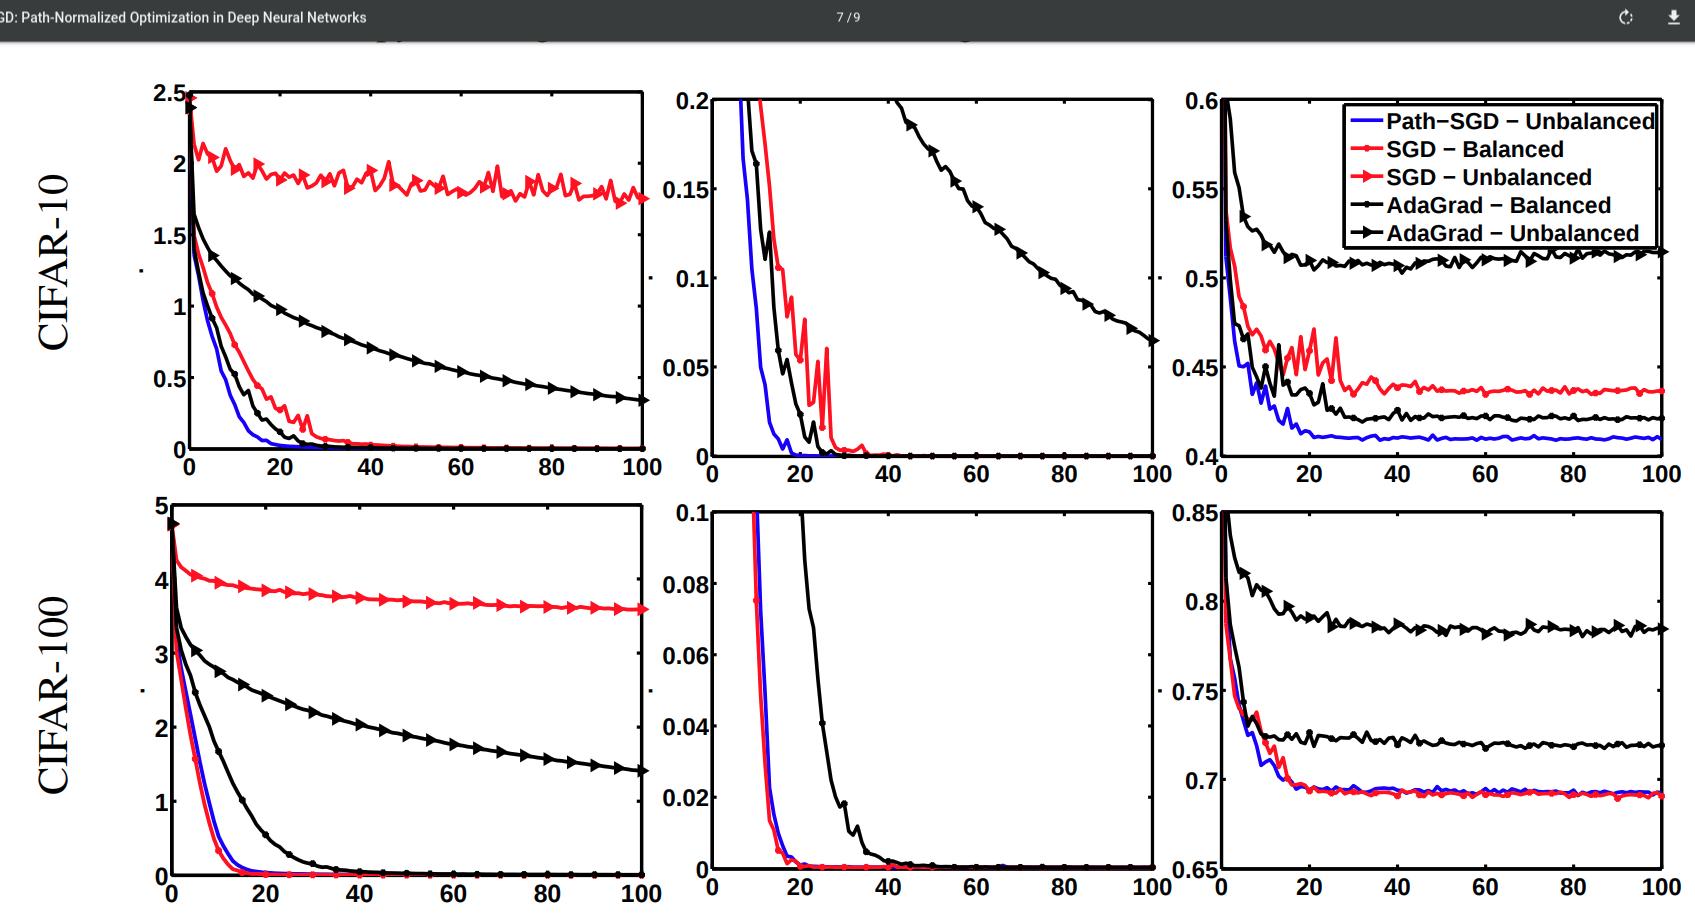 GD: Path-Normalized Optimization in Deep Neural Networks
7 / 9
CIFAR-10
2.5
2
1.5
1
0.5
0
0 20 40 60 80 100
0.2
0.15
0.1
0.05
0
0 20 40 60 80 100
0.6
0.55
0.5
0.45
0.4
0 20 40 60 80 100
Path−SGD − Unbalanced
SGD − Balanced
SGD − Unbalanced
AdaGrad − Balanced
AdaGrad − Unbalanced
CIFAR-100
5
4
3
2
1
0
0 20 40 60 80 100
0.1
0.08
0.06
0.04
0.02
0
0 20 40 60 80 100
0.85
0.8
0.75
0.7
0.65
0 20 40 60 80 100